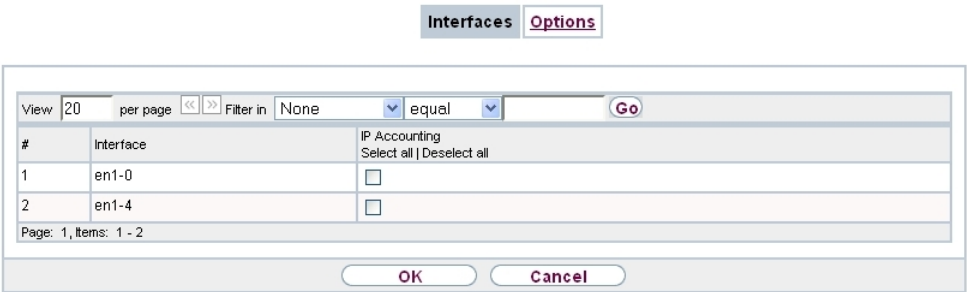 Interfaces Options
View 20 per page « » Filter in None equal Go
# Interface IP Accounting
Select all | Deselect all
1 en1-0
2 en1-4
Page: 1, Items: 1 - 2
OK Cancel